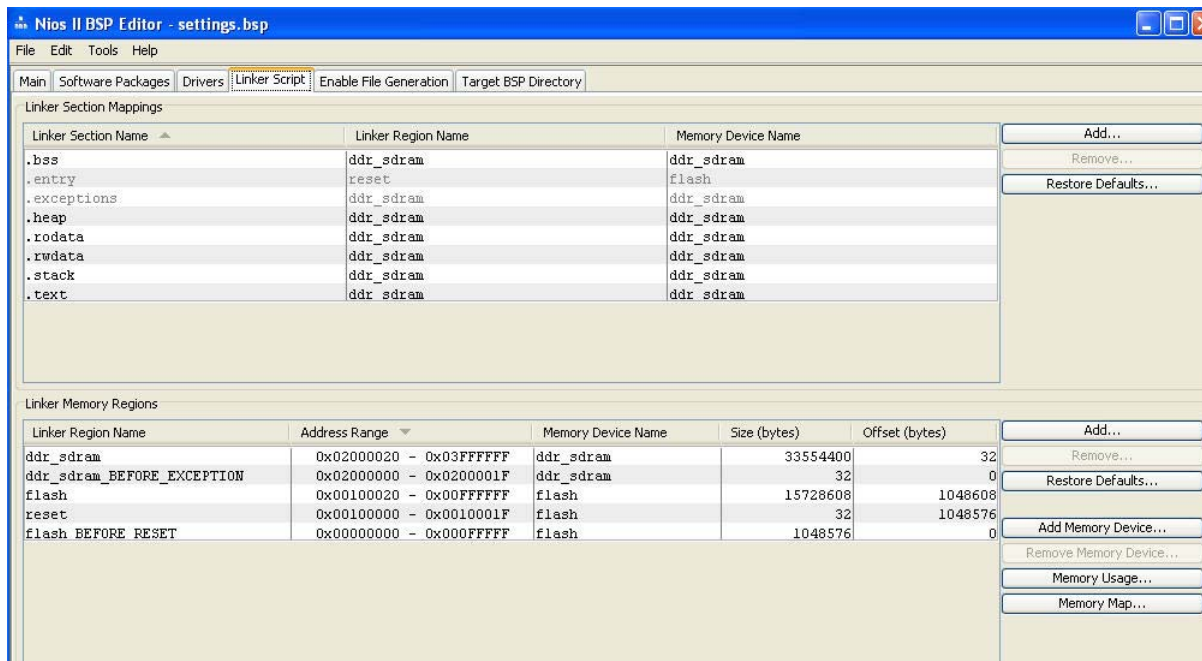 Nios II BSP Editor - settings.bsp
File Edit Tools Help
Main Software Packages Drivers Linker Script Enable File Generation Target BSP Directory
Linker Section Mappings
Linker Section Name Linker Region Name Memory Device Name Add...
.bss ddr_sdram ddr_sdram Remove...
.entry reset flash Restore Defaults...
.exceptions ddr_sdram ddr_sdram
.heap ddr_sdram ddr_sdram
.rodata ddr_sdram ddr_sdram
.rwdata ddr_sdram ddr_sdram
.stack ddr_sdram ddr_sdram
.text ddr_sdram ddr_sdram
Linker Memory Regions
Linker Region Name Address Range Memory Device Name Size (bytes) Offset (bytes) Add...
ddr_sdram 0x02000020 - 0x03FFFFFF ddr_sdram 33554400 32 Remove...
ddr_sdram_BEFORE_EXCEPTION 0x02000000 - 0x0200001F ddr_sdram 32 0 Restore Defaults...
flash 0x00100020 - 0x00FFFFFF flash 15728608 1048608
reset 0x00100000 - 0x0010001F flash 32 1048576
flash_BEFORE_RESET 0x00000000 - 0x000FFFFF flash 1048576 0 Add Memory Device...
Remove Memory Device...
Memory Usage...
Memory Map...